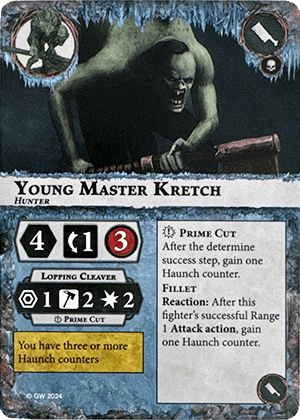 Young Master Kretch
Hunter
4 1 3
Lopping Cleaver
1 2 2
Prime Cut
You have three or more
Haunch counters
Prime Cut
After the determine
success step, gain one
Haunch counter.
Fillet
Reaction: After this
fighter's successful Range
1 Attack action, gain
one Haunch counter.
© GW 2024